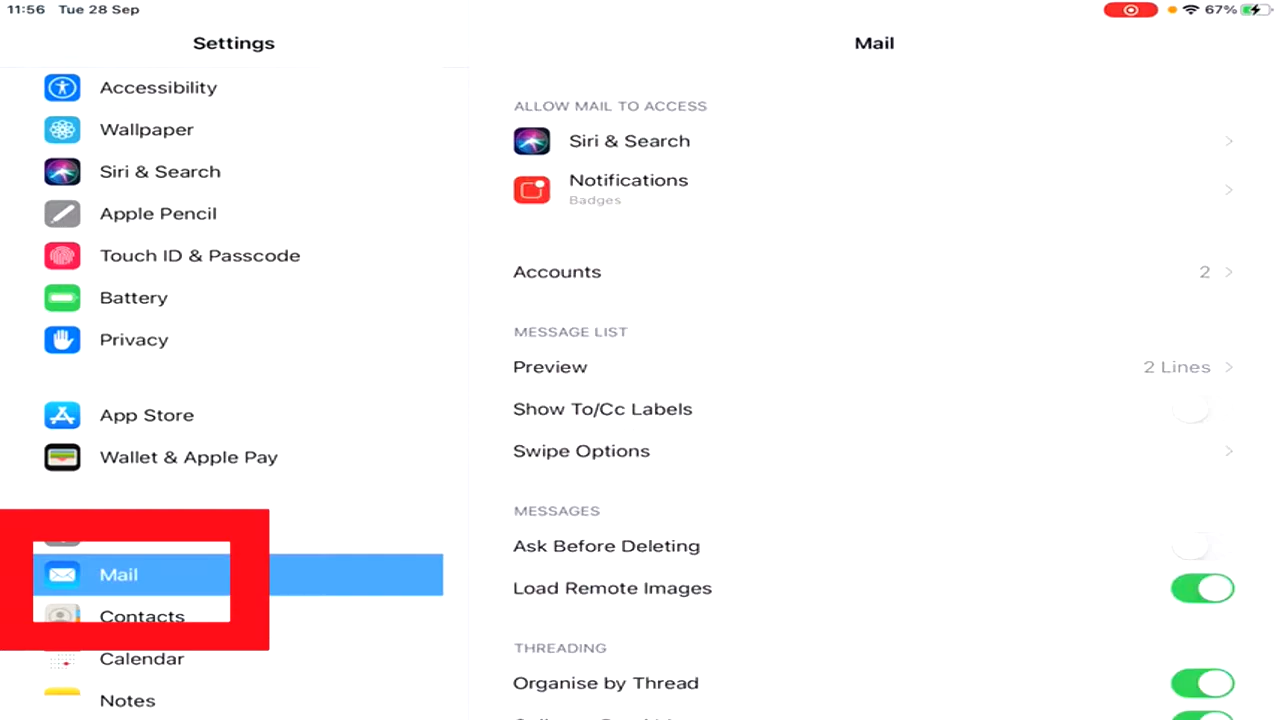 11:56 Tue 28 Sep
67%
Settings
Mail
Accessibility
Wallpaper
Siri & Search
Apple Pencil
Touch ID & Passcode
Battery
Privacy
App Store
Wallet & Apple Pay
Mail
Contacts
Calendar
Notes
ALLOW MAIL TO ACCESS
Siri & Search
Notifications
Badges
Accounts 2
MESSAGE LIST
Preview 2 Lines
Show To/Cc Labels
Swipe Options
MESSAGES
Ask Before Deleting
Load Remote Images
THREADING
Organise by Thread